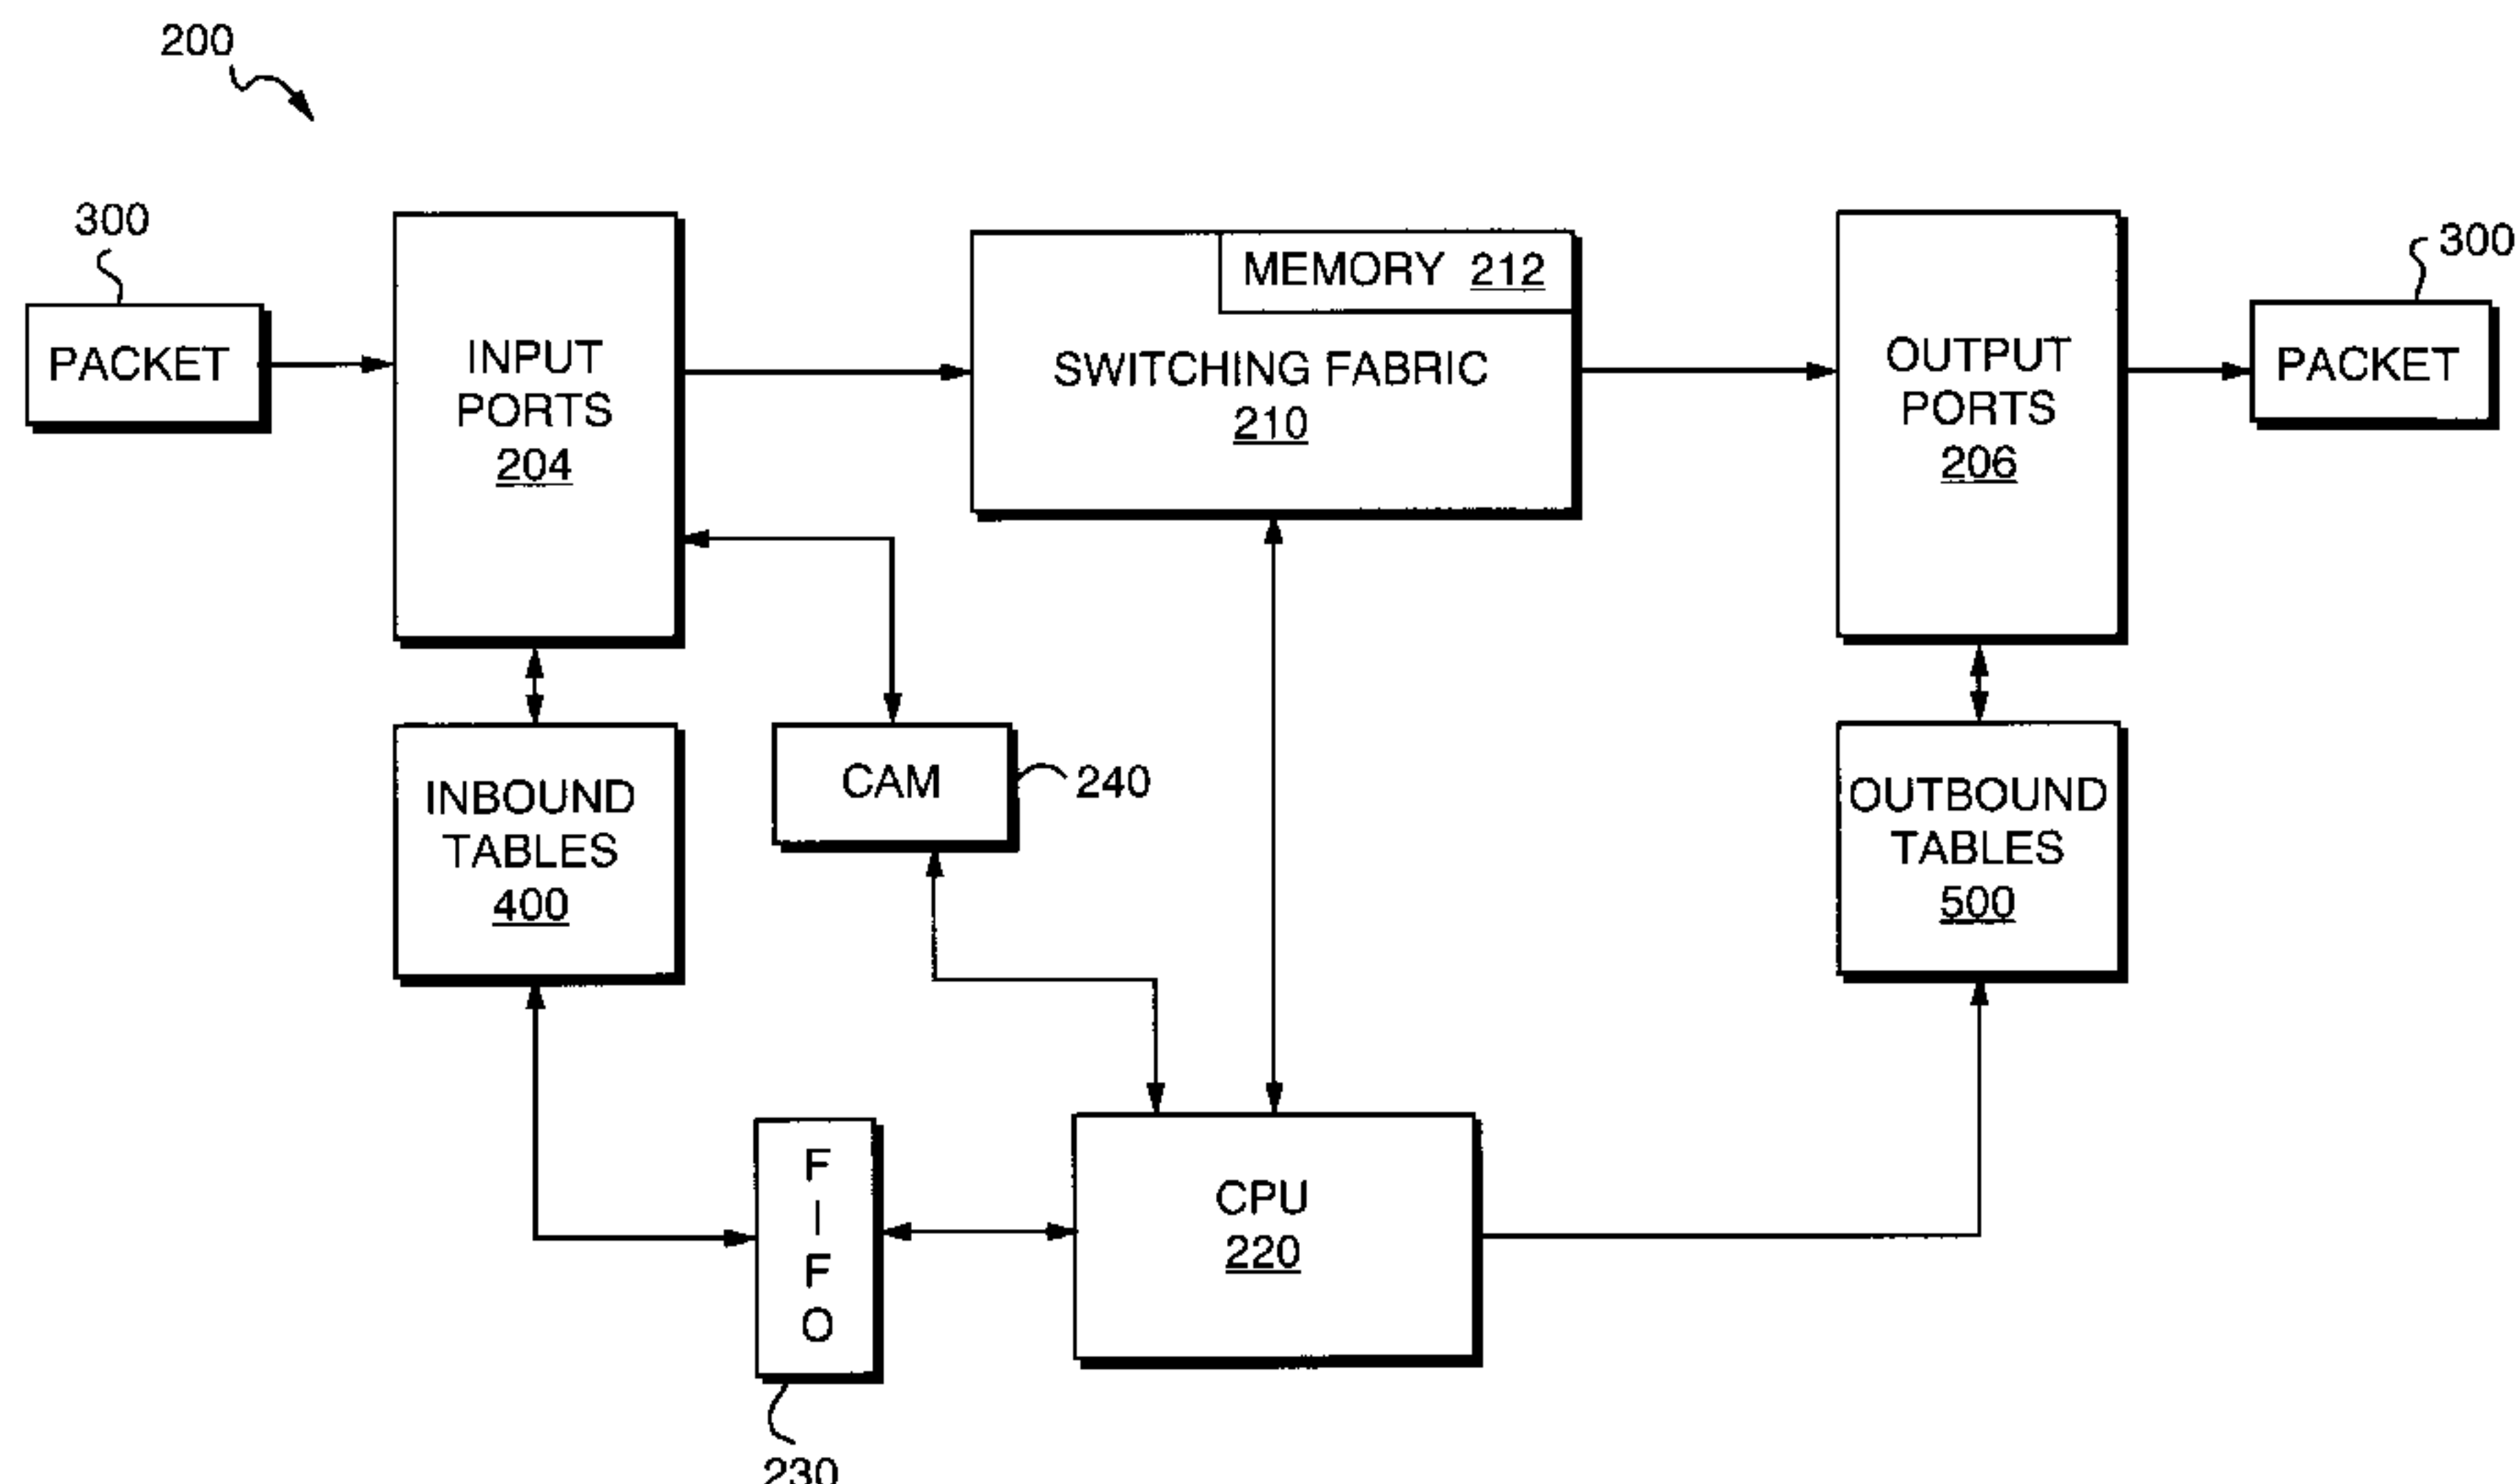 200
300
PACKET
INPUT
PORTS
204
MEMORY 212
SWITCHING FABRIC
210
OUTPUT
PORTS
206
300
PACKET
INBOUND
TABLES
400
CAM
240
OUTBOUND
TABLES
500
F
I
F
O
230
CPU
220